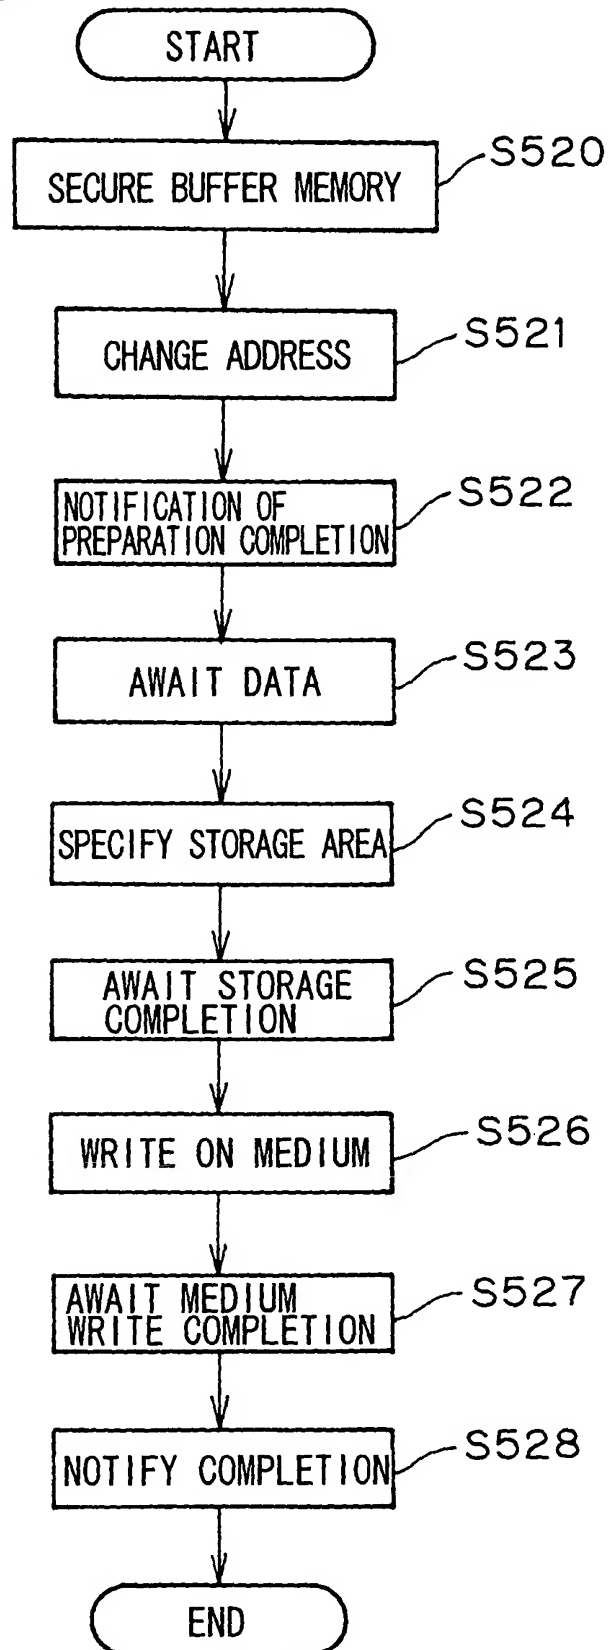 START
SECURE BUFFER MEMORY
S520
CHANGE ADDRESS
S521
NOTIFICATION OF
PREPARATION COMPLETION
S522
AWAIT DATA
S523
SPECIFY STORAGE AREA
S524
AWAIT STORAGE
COMPLETION
S525
WRITE ON MEDIUM
S526
AWAIT MEDIUM
WRITE COMPLETION
S527
NOTIFY COMPLETION
S528
END